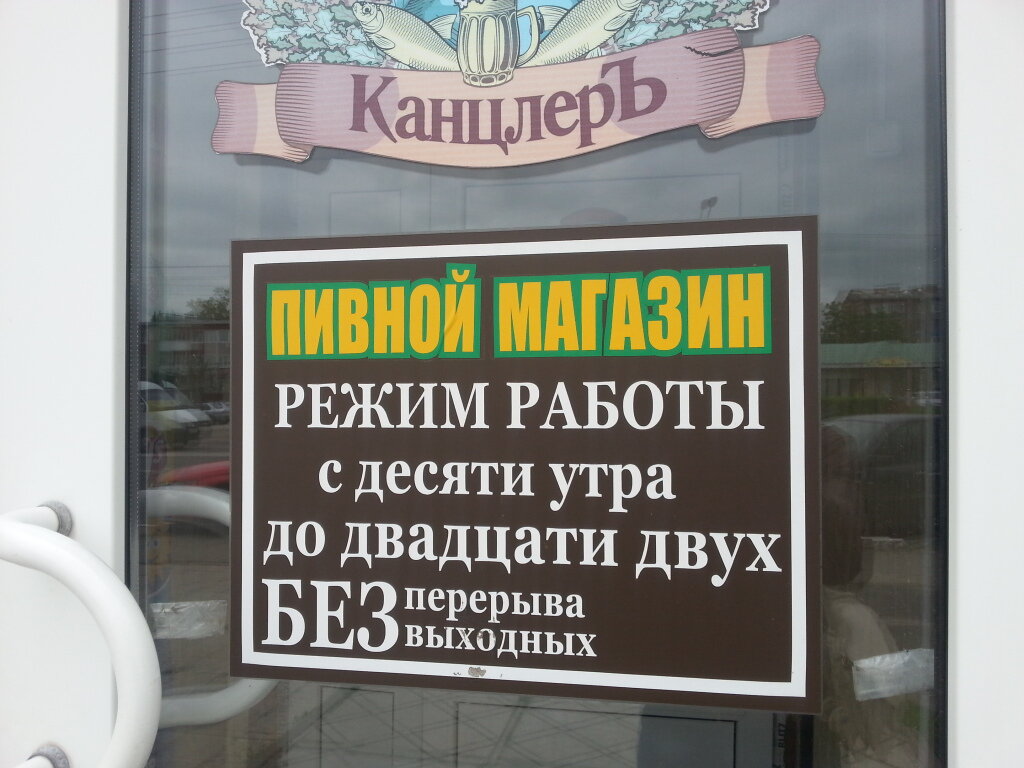 КанцлерЪ
ПИВНОЙ МАГАЗИН
РЕЖИМ РАБОТЫ
с десяти утра
до двадцати двух
БЕЗ перерыва
выходных